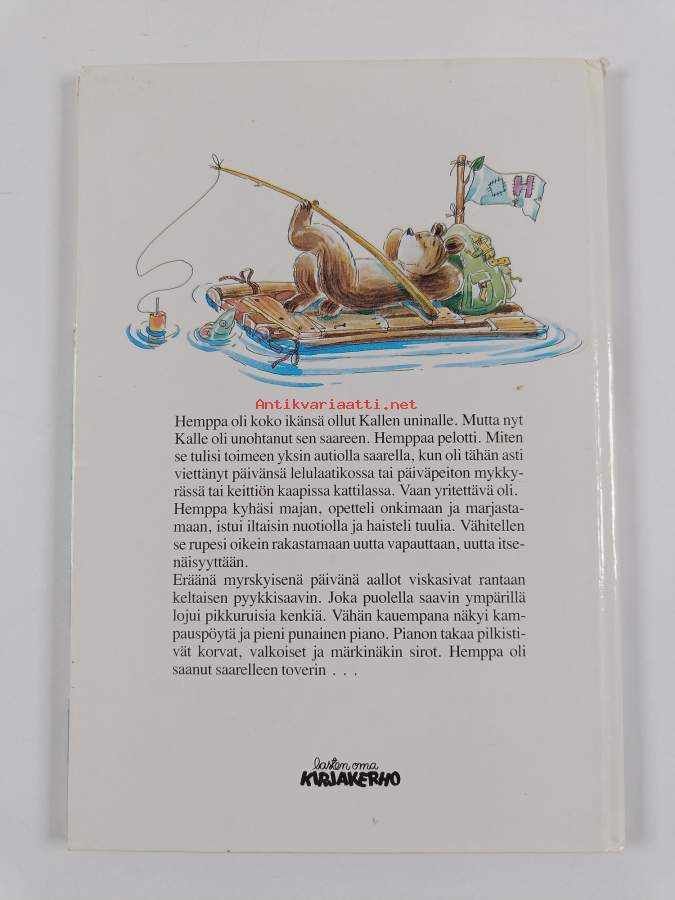 H
Antikvariaatti.net
Hemppa oli koko ikänsä ollut Kallen uninalle. Mutta nyt
Kalle oli unohtanut sen saareen. Hemppaa pelotti. Miten
se tulisi toimeen yksin autiolla saarella, kun oli tähän asti
viettänyt päivänsä lelulaatikossa tai päiväpeiton mykky-
rässä tai keittiön kaapissa kattilassa. Vaan yritettävä oli.
Hemppa kyhäsi majan, opetteli onkimaan ja marjasta-
maan, istui iltaisin nuotiolla ja haisteli tuulia. Vähitellen
se rupesi oikein rakastamaan uutta vapauttaan, uutta itse-
näisyyttään.
Eräänä myrskyisenä päivänä aallot viskasivat rantaan
keltaisen pyykkisaavin. Joka puolella saavin ympärillä
lojui pikkuruisia kenkiä. Vähän kauempana näkyi kam-
pauspöytä ja pieni punainen piano. Pianon takaa pilkisti-
vät korvat, valkoiset ja märkinäkin sirot. Hemppa oli
saanut saarelleen toverin . . .
lasten oma
KIRJAKERHO